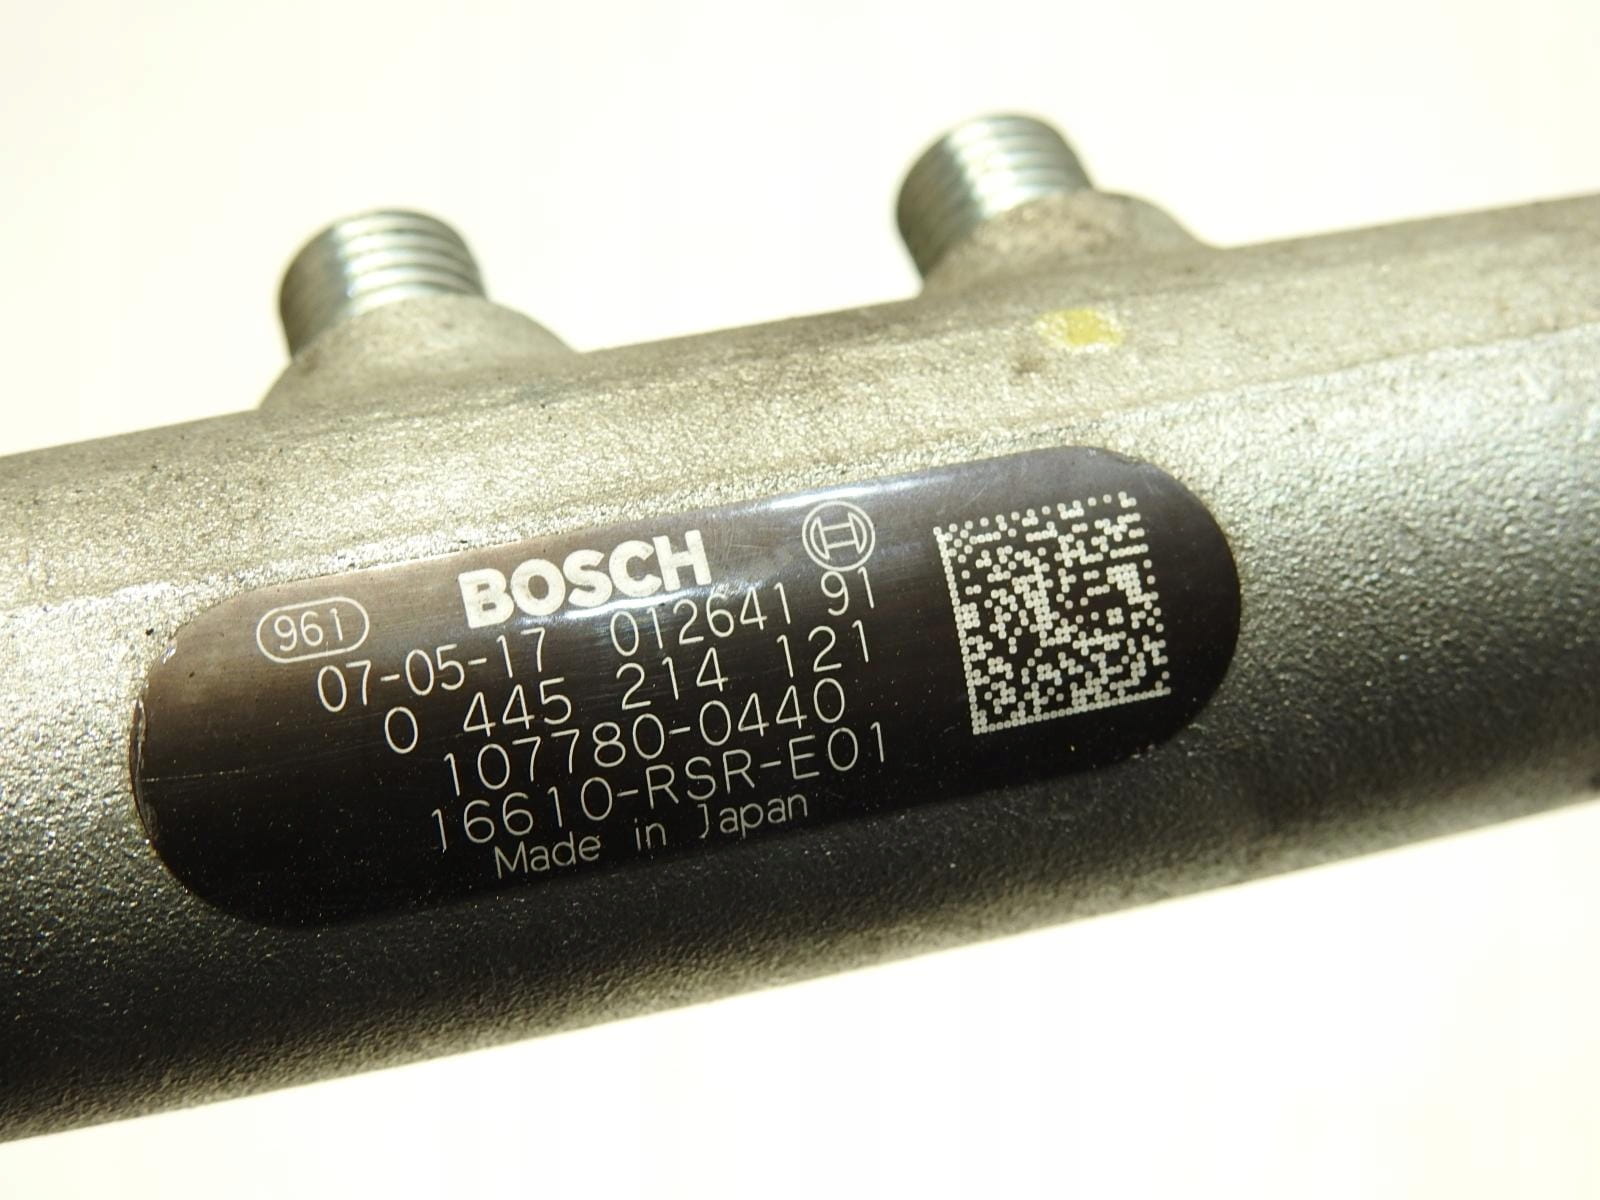 BOSCH
961
07-05-17 012641 91
0 445 214 121
107780-0440
16610-RSR-E01
Made in Japan